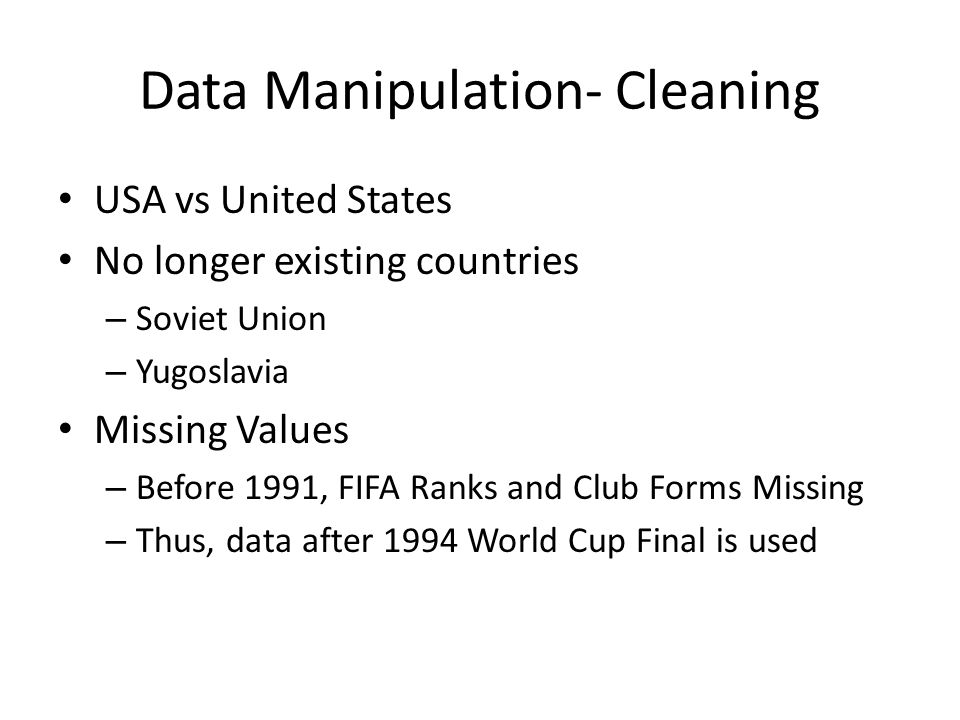 Data Manipulation- Cleaning
• USA vs United States
• No longer existing countries
– Soviet Union
– Yugoslavia
• Missing Values
– Before 1991, FIFA Ranks and Club Forms Missing
– Thus, data after 1994 World Cup Final is used